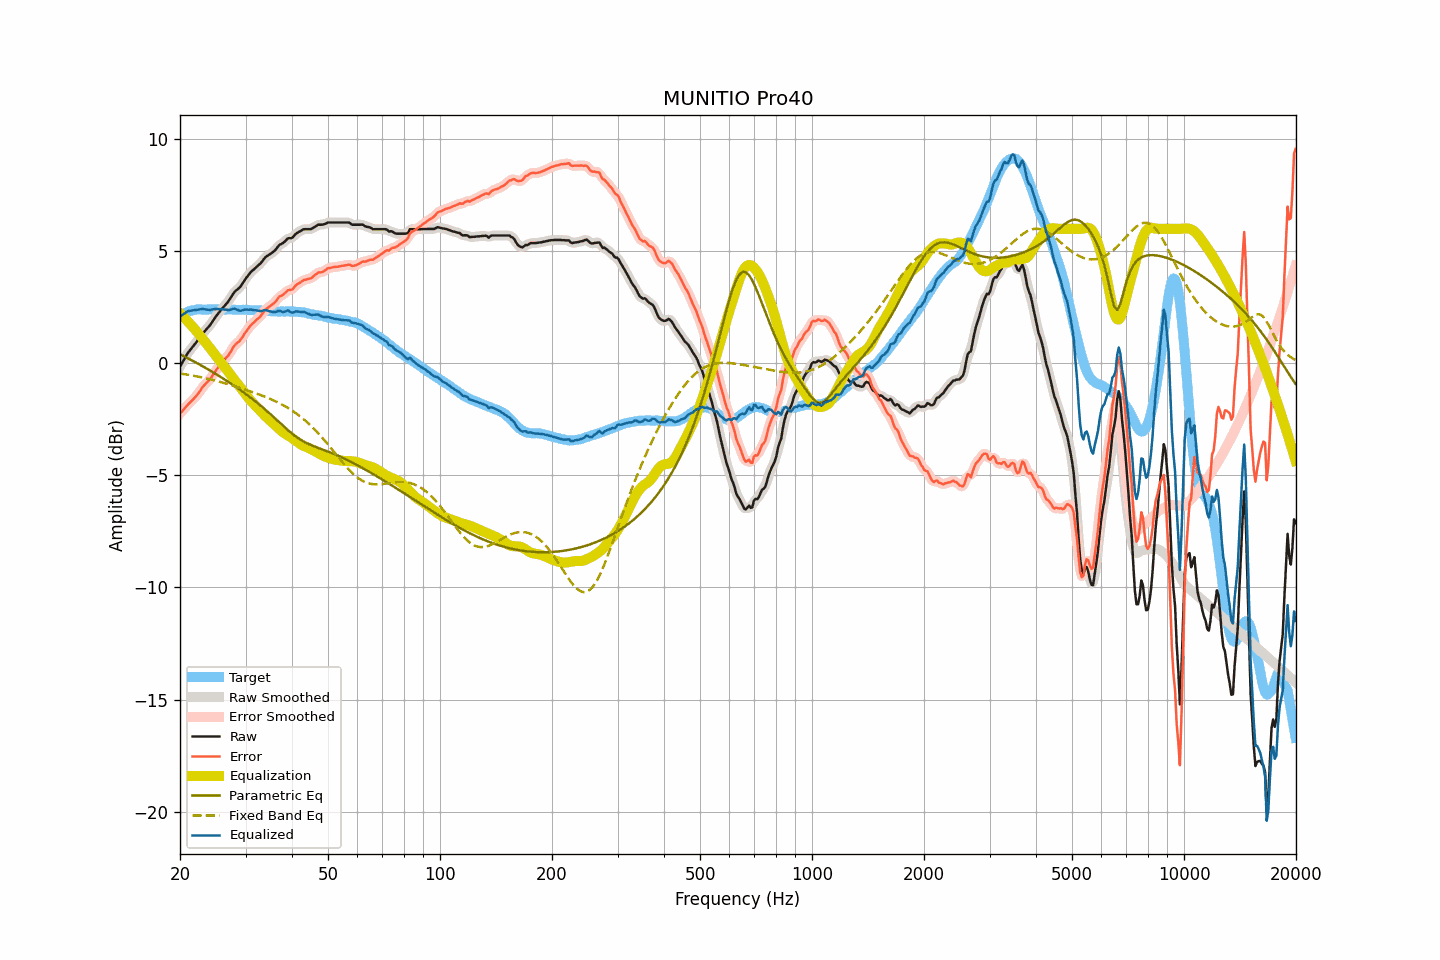 MUNITIO Pro40
Amplitude (dBr)
10
5
0
−5
−10
−15
−20
Target
Raw Smoothed
Error Smoothed
Raw
Error
Equalization
Parametric Eq
Fixed Band Eq
Equalized
20 50 100 200 500 1000 2000 5000 10000 20000
Frequency (Hz)